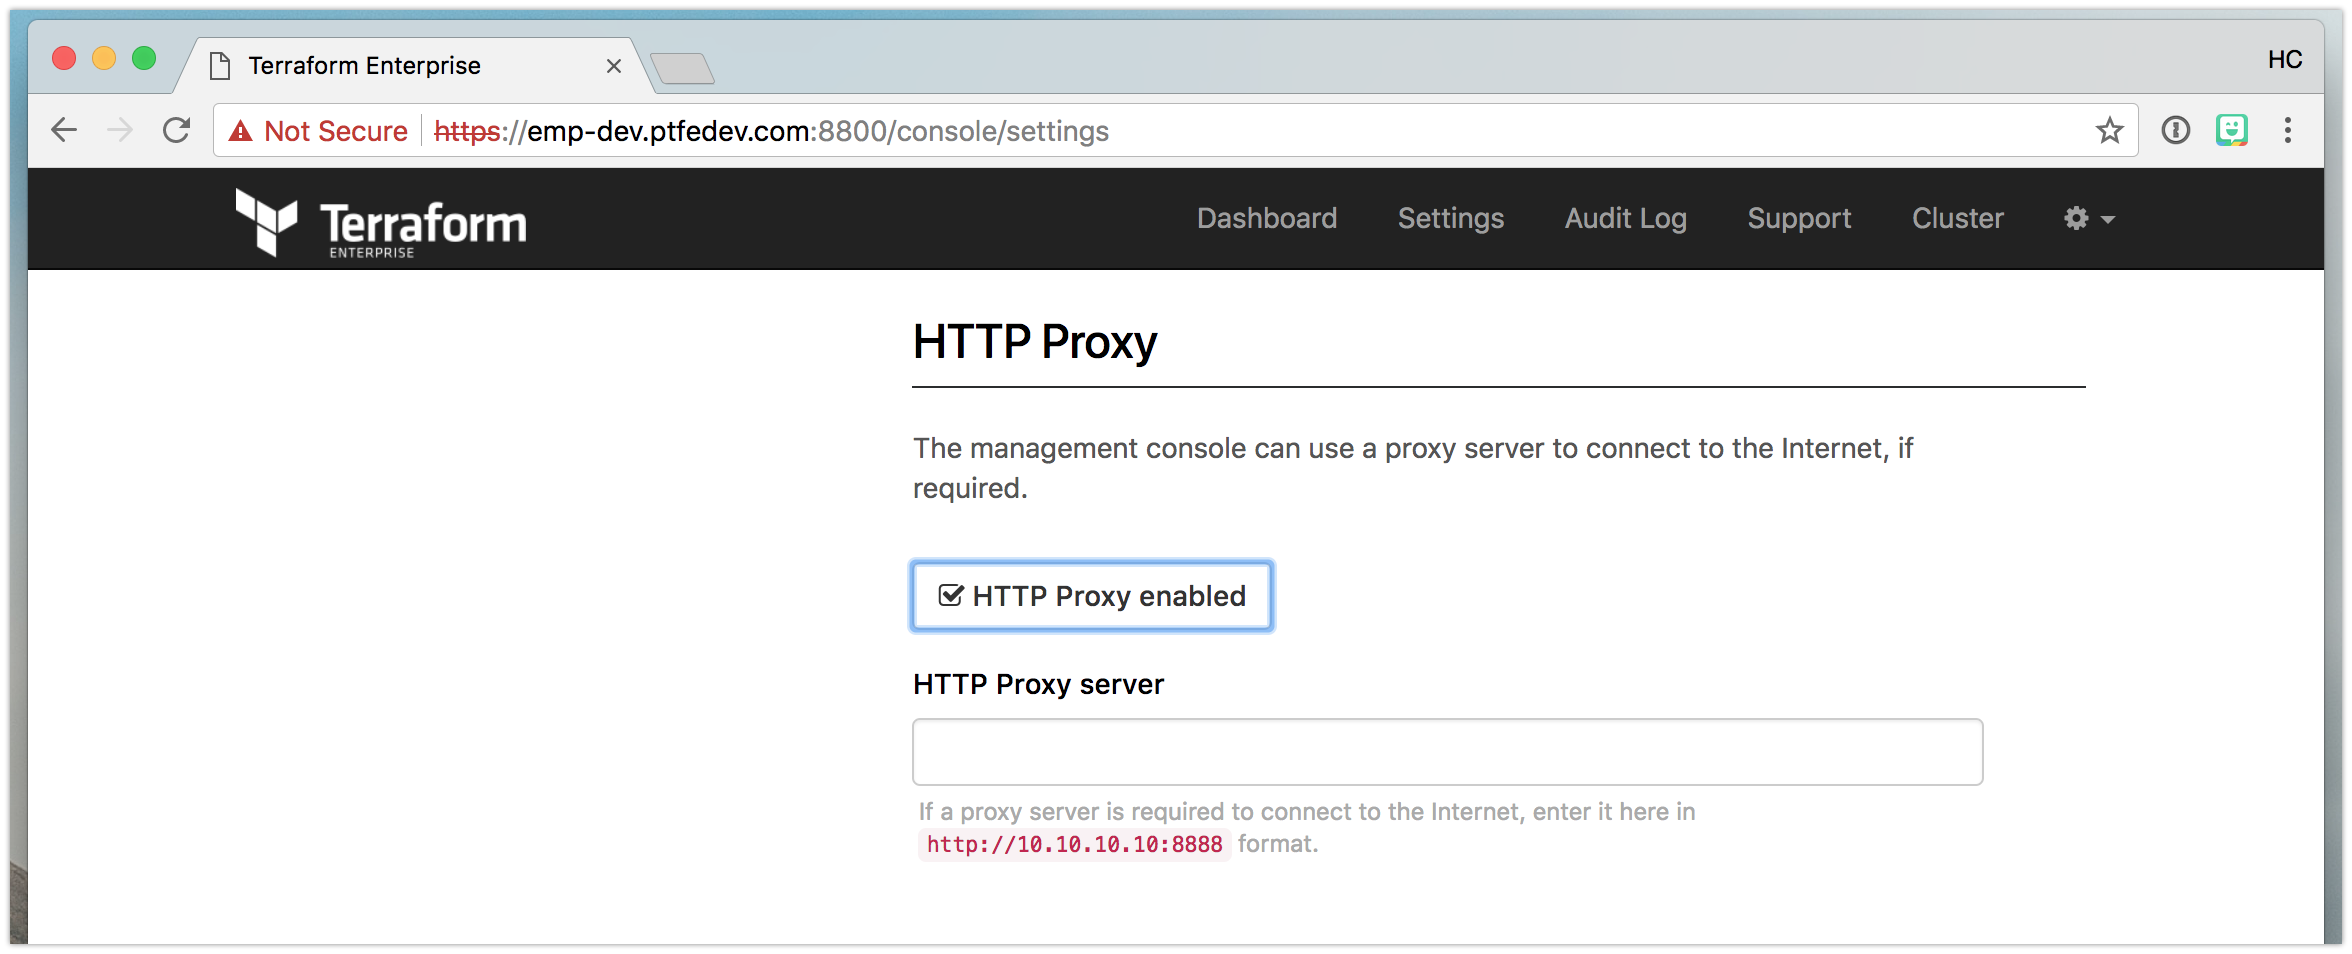 Terraform Enterprise
HC
Not Secure https://emp-dev.ptfedev.com:8800/console/settings
Terraform
ENTERPRISE
Dashboard Settings Audit Log Support Cluster
HTTP Proxy
The management console can use a proxy server to connect to the Internet, if
required.
HTTP Proxy enabled
HTTP Proxy server
If a proxy server is required to connect to the Internet, enter it here in
http://10.10.10.10:8888 format.